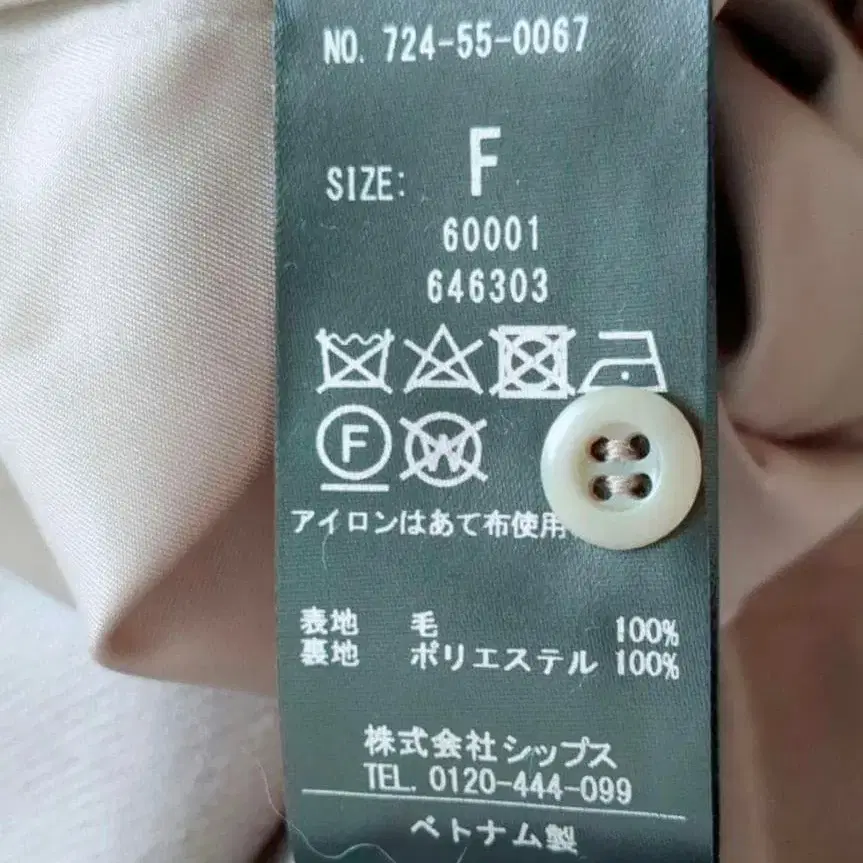 NO. 724-55-0067
SIZE: F
60001
646303
F W
アイロンはあて布使用
表地 毛 100%
裏地 ポリエステル 100%
株式会社シップス
TEL. 0120-444-099
ベトナム製